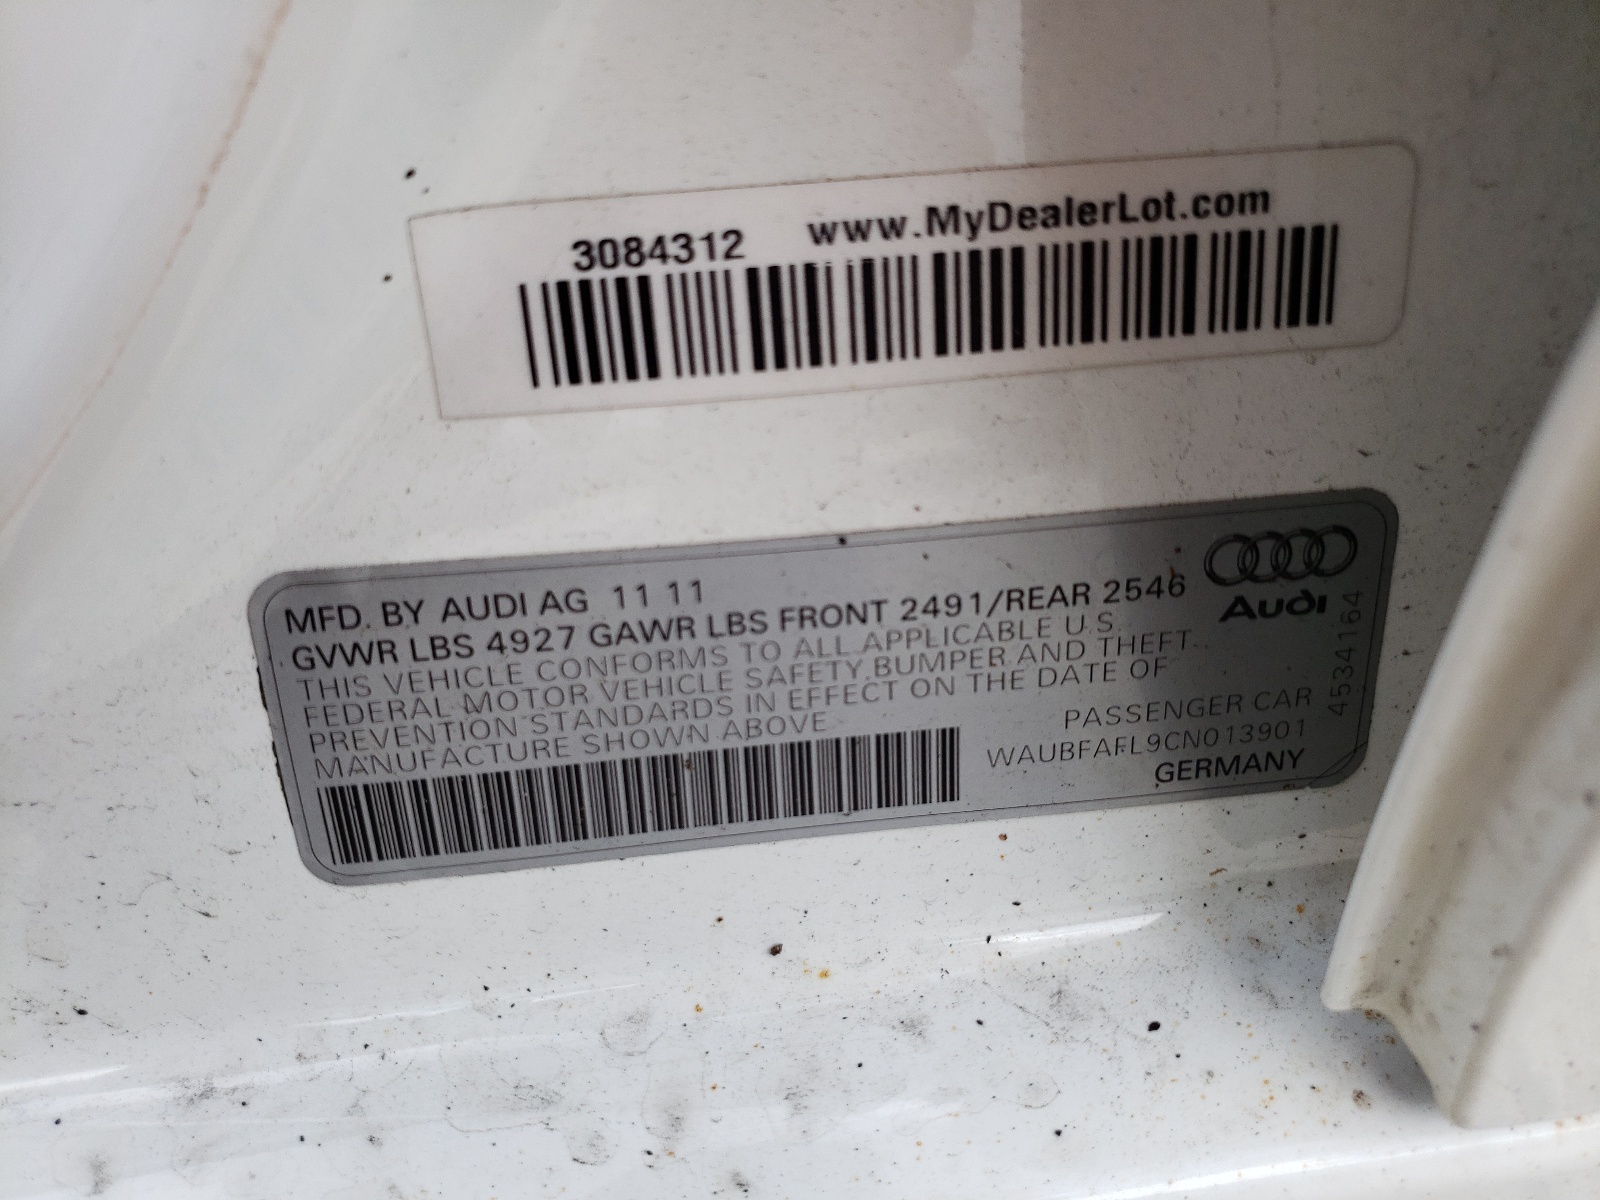 3084312 www.MyDealerLot.com
MFD. BY AUDI AG 11 11
GVWR LBS 4927 GAWR LBS FRONT 2491/REAR 2546
THIS VEHICLE CONFORMS TO ALL APPLICABLE U.S.
FEDERAL MOTOR VEHICLE SAFETY,BUMPER AND THEFT
PREVENTION STANDARDS IN EFFECT ON THE DATE OF
MANUFACTURE SHOWN ABOVE
Audi
4534164
PASSENGER CAR
WAUBFAFL9CN013901
GERMANY